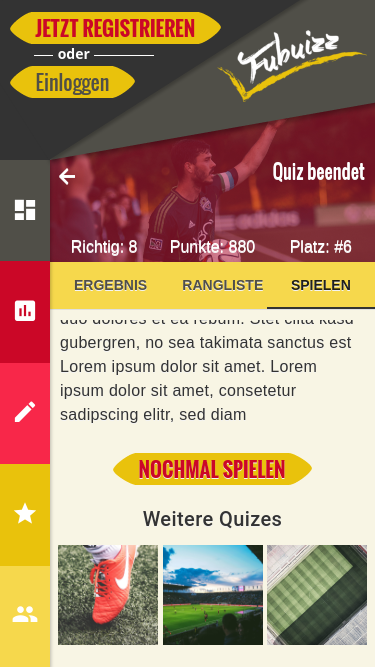 JETZT REGISTRIEREN
oder
Einloggen
Fubuizz
Quiz beendet
Richtig: 8 Punkte: 880 Platz: #6
ERGEBNIS RANGLISTE SPIELEN
duo dolores et ea rebum. Stet clita kasd
gubergren, no sea takimata sanctus est
Lorem ipsum dolor sit amet. Lorem
ipsum dolor sit amet, consetetur
sadipscing elitr, sed diam
NOCHMAL SPIELEN
Weitere Quizes